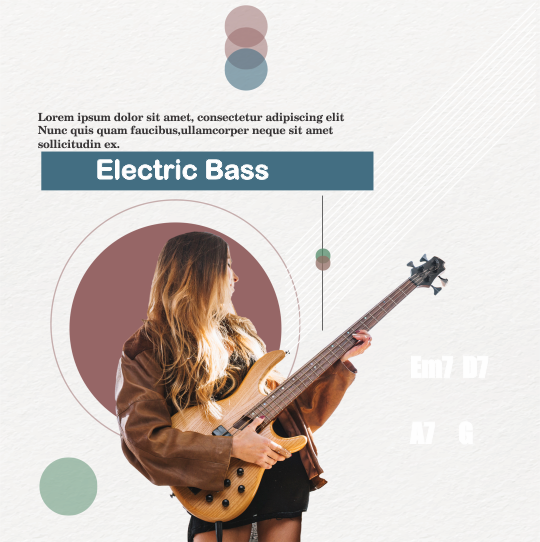 Lorem ipsum dolor sit amet, consectetur adipiscing elit
Nunc quis quam faucibus,ullamcorper neque sit amet
sollicitudin ex.
Electric Bass
Em7 D7
A7 G